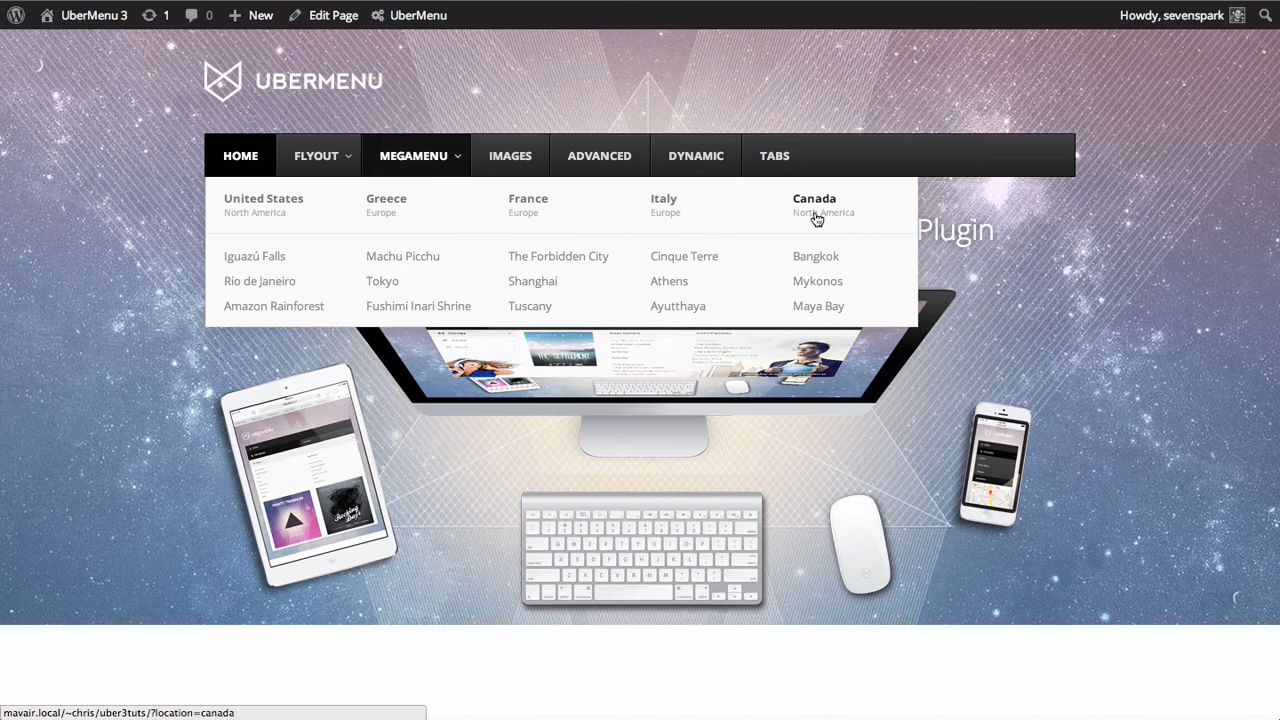 UberMenu 3 1 0 New Edit Page UberMenu Howdy, sevenspark
UBERMENU
HOME FLYOUT MEGAMENU IMAGES ADVANCED DYNAMIC TABS
United States Greece France Italy Canada
North America Europe Europe Europe North America
Plugin
Iguazú Falls Machu Picchu The Forbidden City Cinque Terre Bangkok
Rio de Janeiro Tokyo Shanghai Athens Mykonos
Amazon Rainforest Fushimi Inari Shrine Tuscany Ayutthaya Maya Bay
THE SETTLEMENT
mavair.local/~chris/uber3tuts/?location=canada